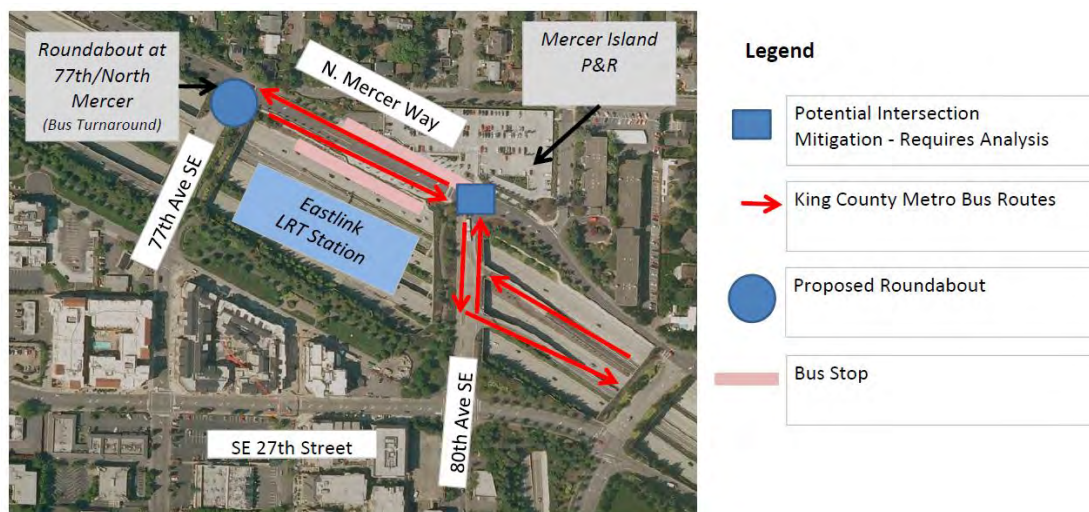 Roundabout at
77th/North
Mercer
(Bus Turnaround)
N. Mercer Way
Mercer Island
P&R
77th Ave SE
Eastlink
LRT Station
80th Ave SE
SE 27th Street
Legend
Potential Intersection
Mitigation - Requires Analysis
King County Metro Bus Routes
Proposed Roundabout
Bus Stop